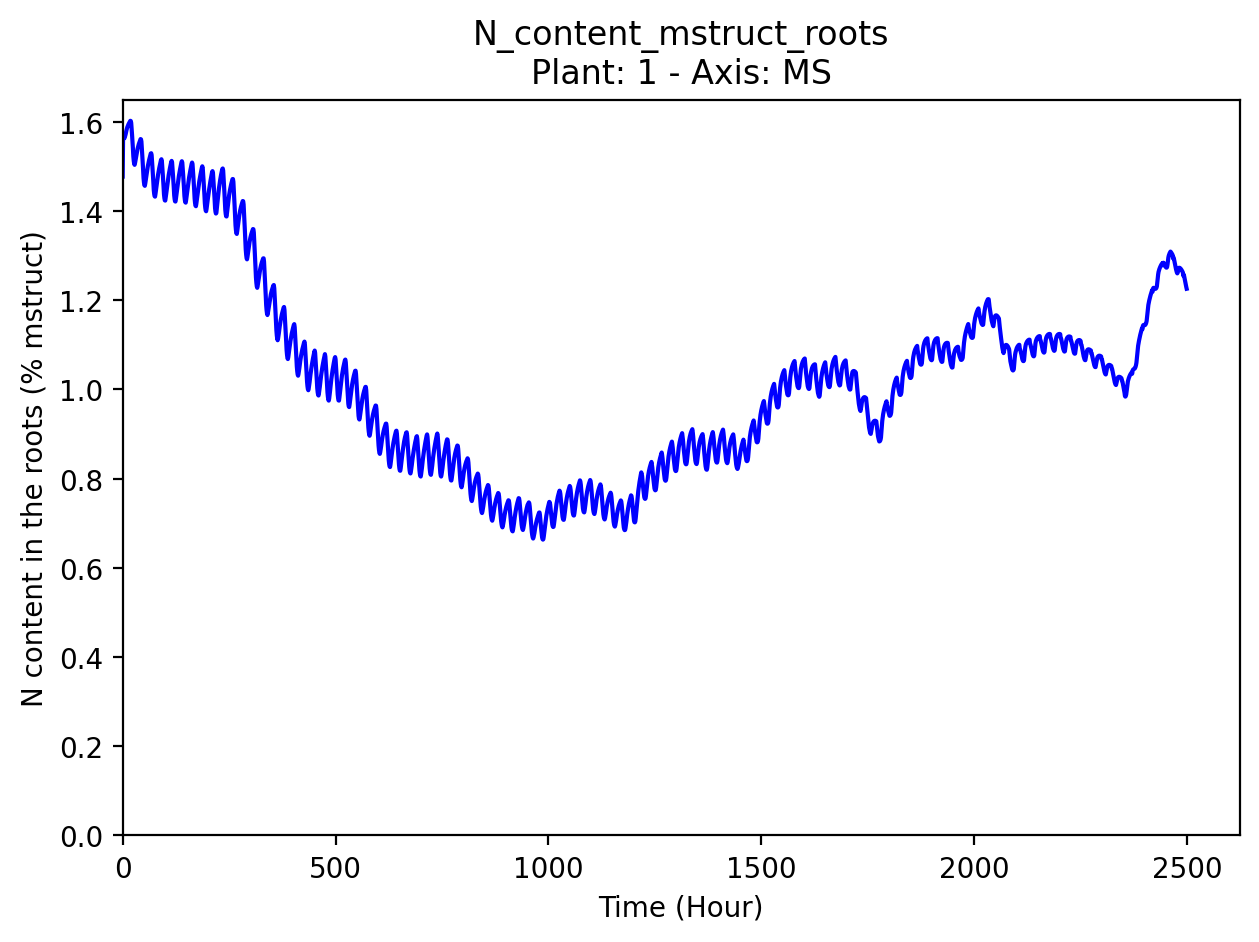 N_content_mstruct_roots
Plant: 1 - Axis: MS
N content in the roots (% mstruct)
1.6
1.4
1.2
1.0
0.8
0.6
0.4
0.2
0.0
0 500 1000 1500 2000 2500
Time (Hour)